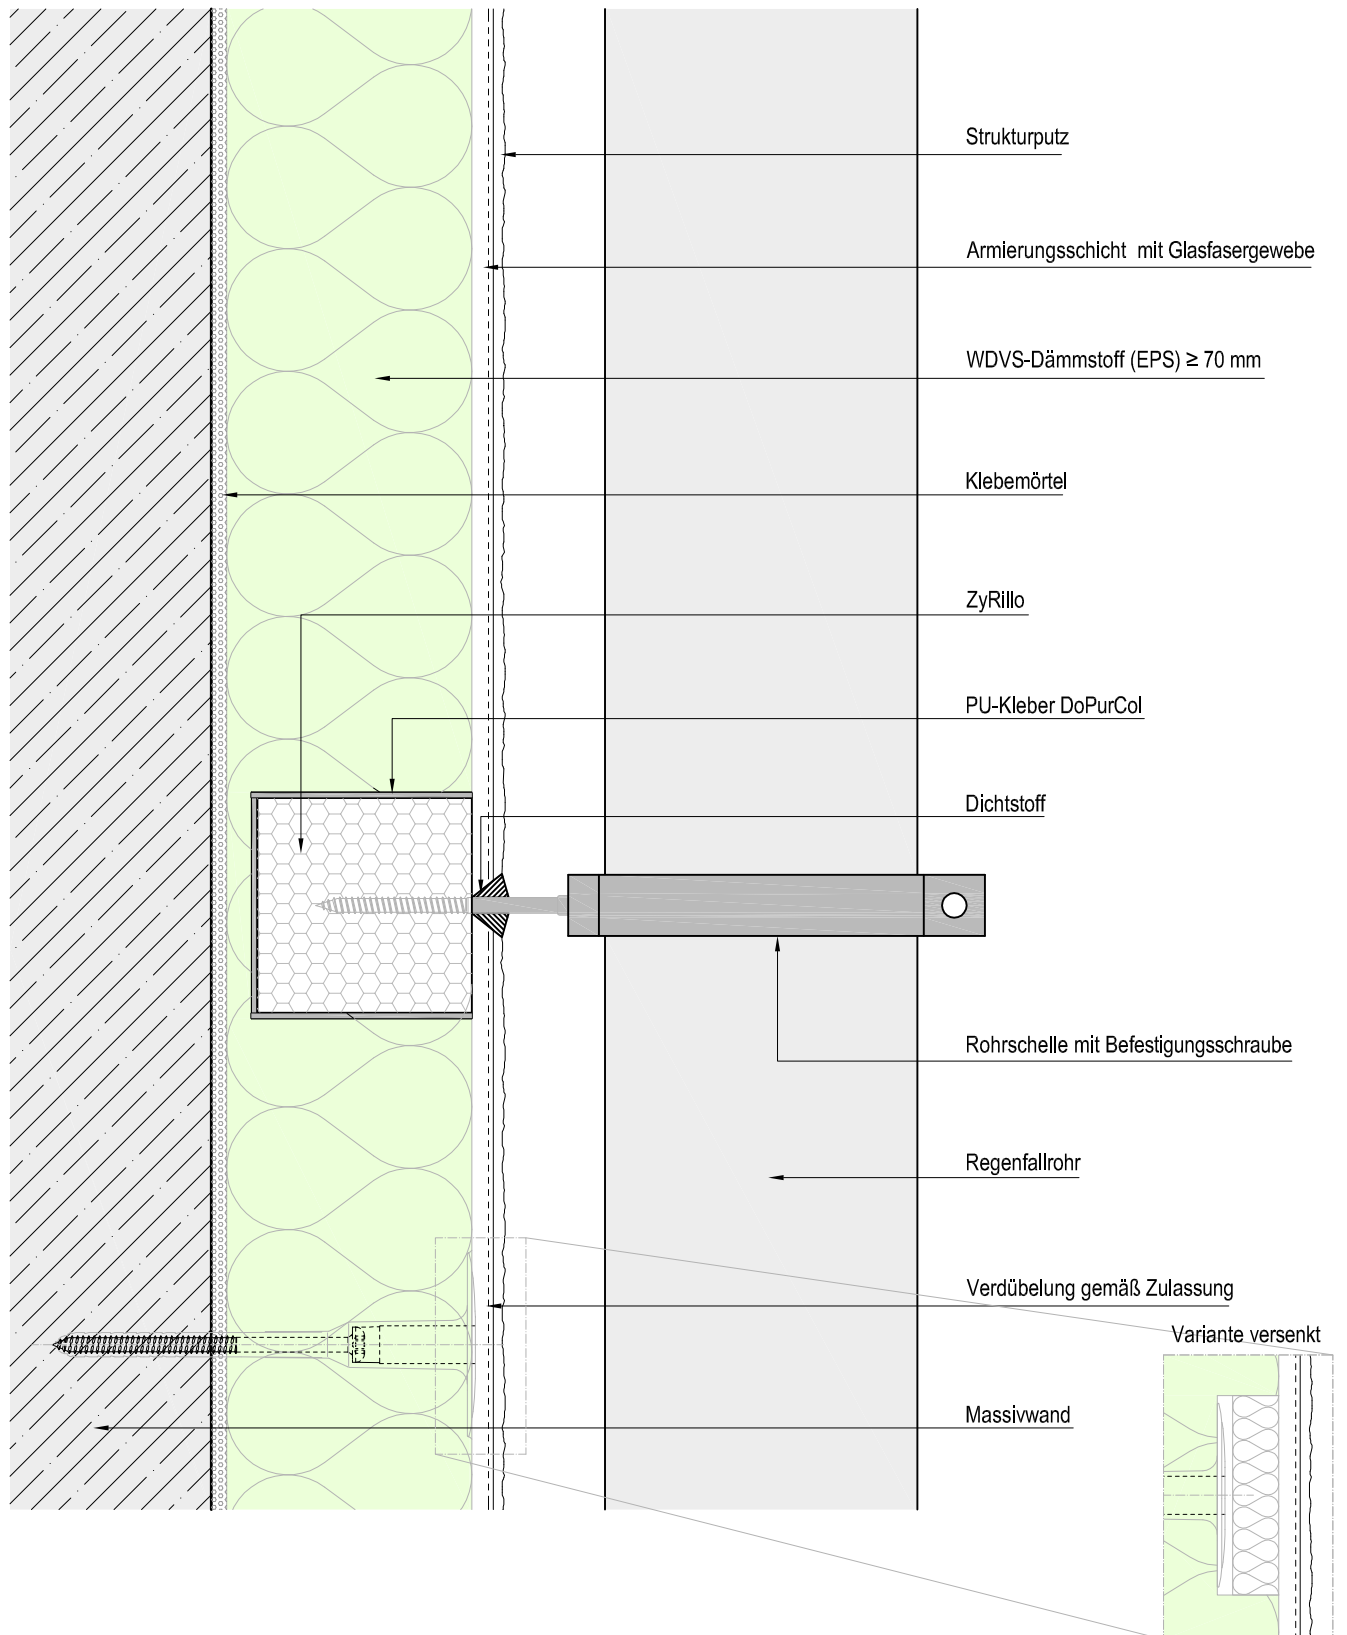 Strukturputz
Armierungsschicht mit Glasfasergewebe
WDVS-Dämmstoff (EPS) ≥ 70 mm
Klebemörtel
ZyRillo
PU-Kleber DoPurCol
Dichtstoff
Rohrschelle mit Befestigungsschraube
Regenfallrohr
Verdübelung gemäß Zulassung
Variante versenkt
Massivwand